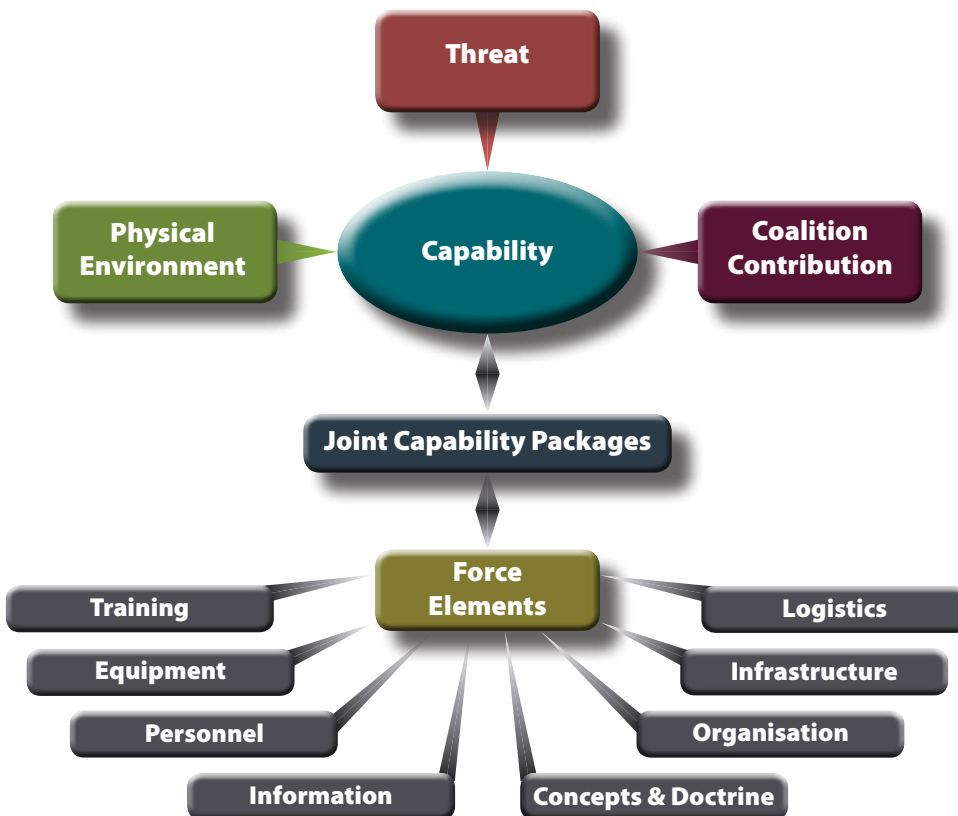 Threat
Physical
Environment
Capability
Coalition
Contribution
Joint Capability Packages
Force
Elements
Training
Logistics
Equipment
Infrastructure
Personnel
Organisation
Information
Concepts & Doctrine